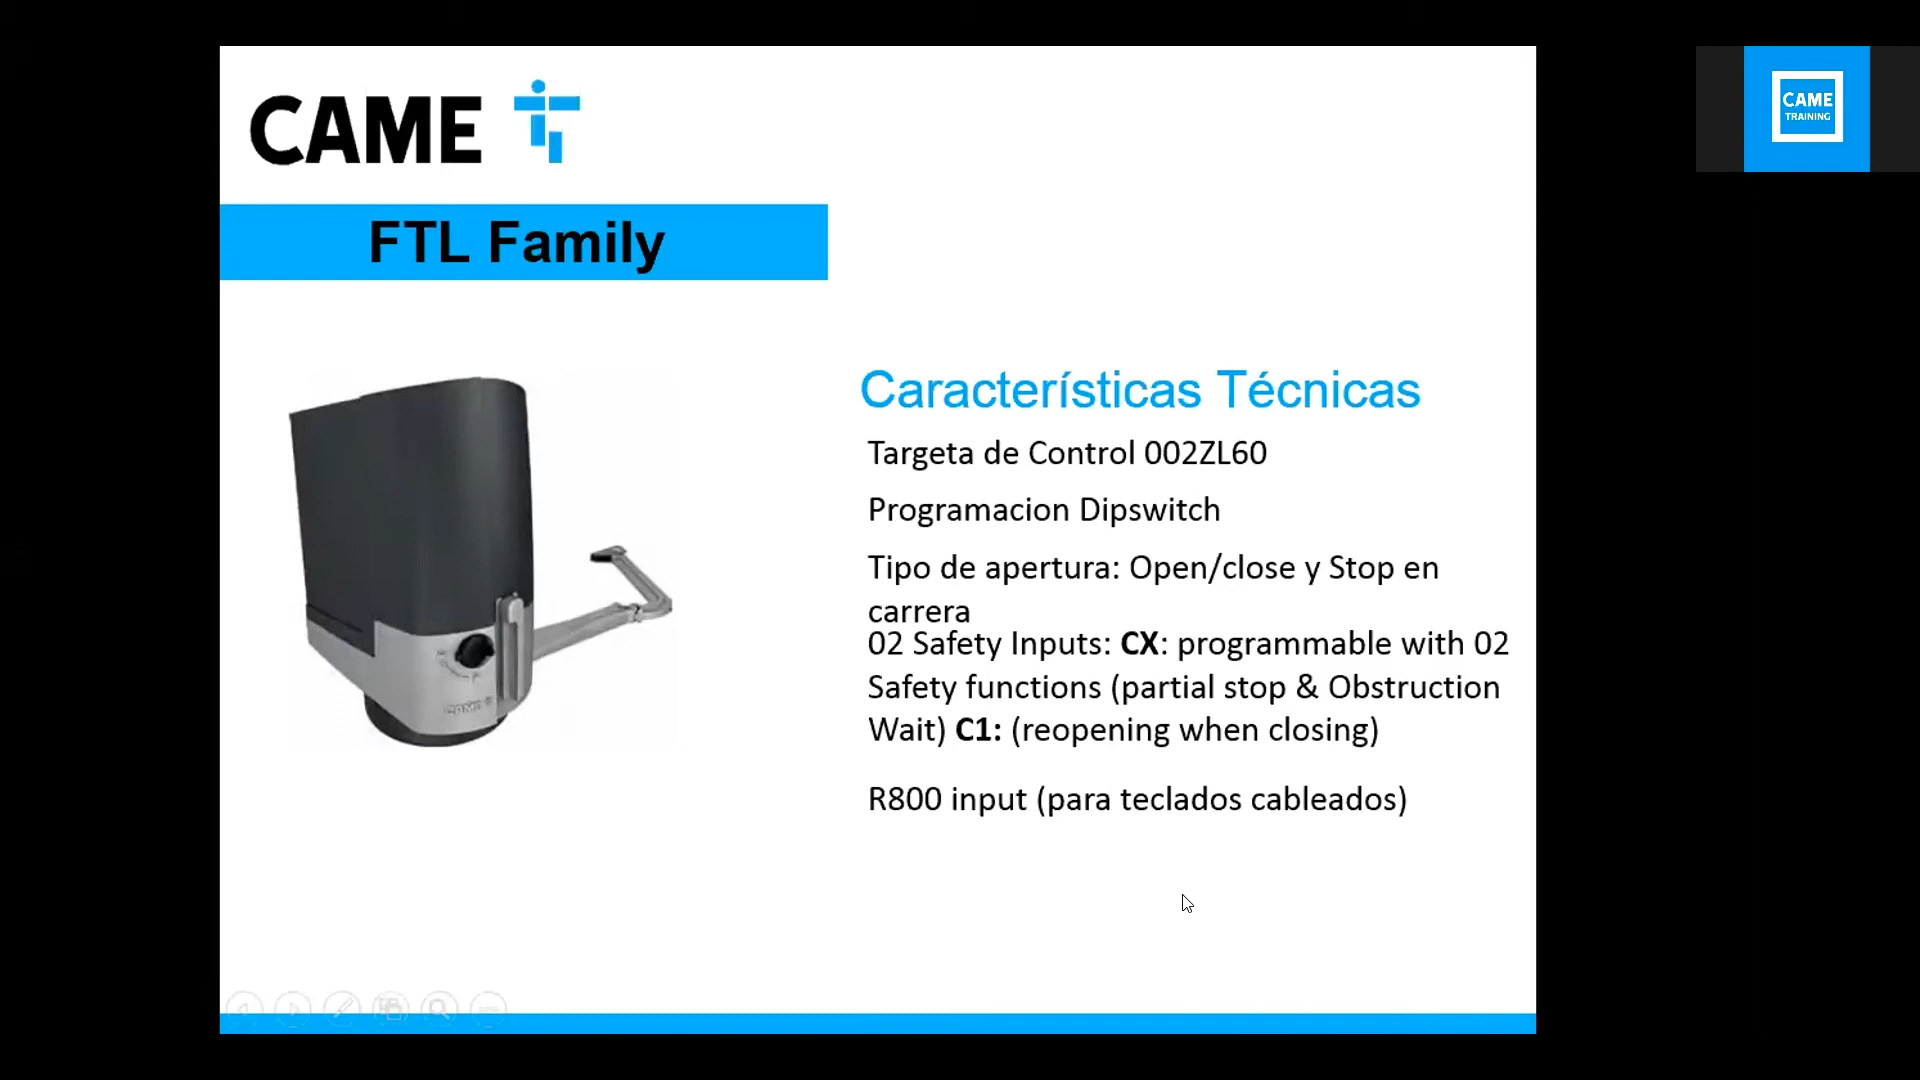 CAME
CAME
TRAINING
FTL Family
Características Técnicas
Targeta de Control 002ZL60
Programacion Dipswitch
Tipo de apertura: Open/close y Stop en
carrera
02 Safety Inputs: CX: programmable with 02
Safety functions (partial stop & Obstruction
Wait) C1: (reopening when closing)
R800 input (para teclados cableados)
CAME